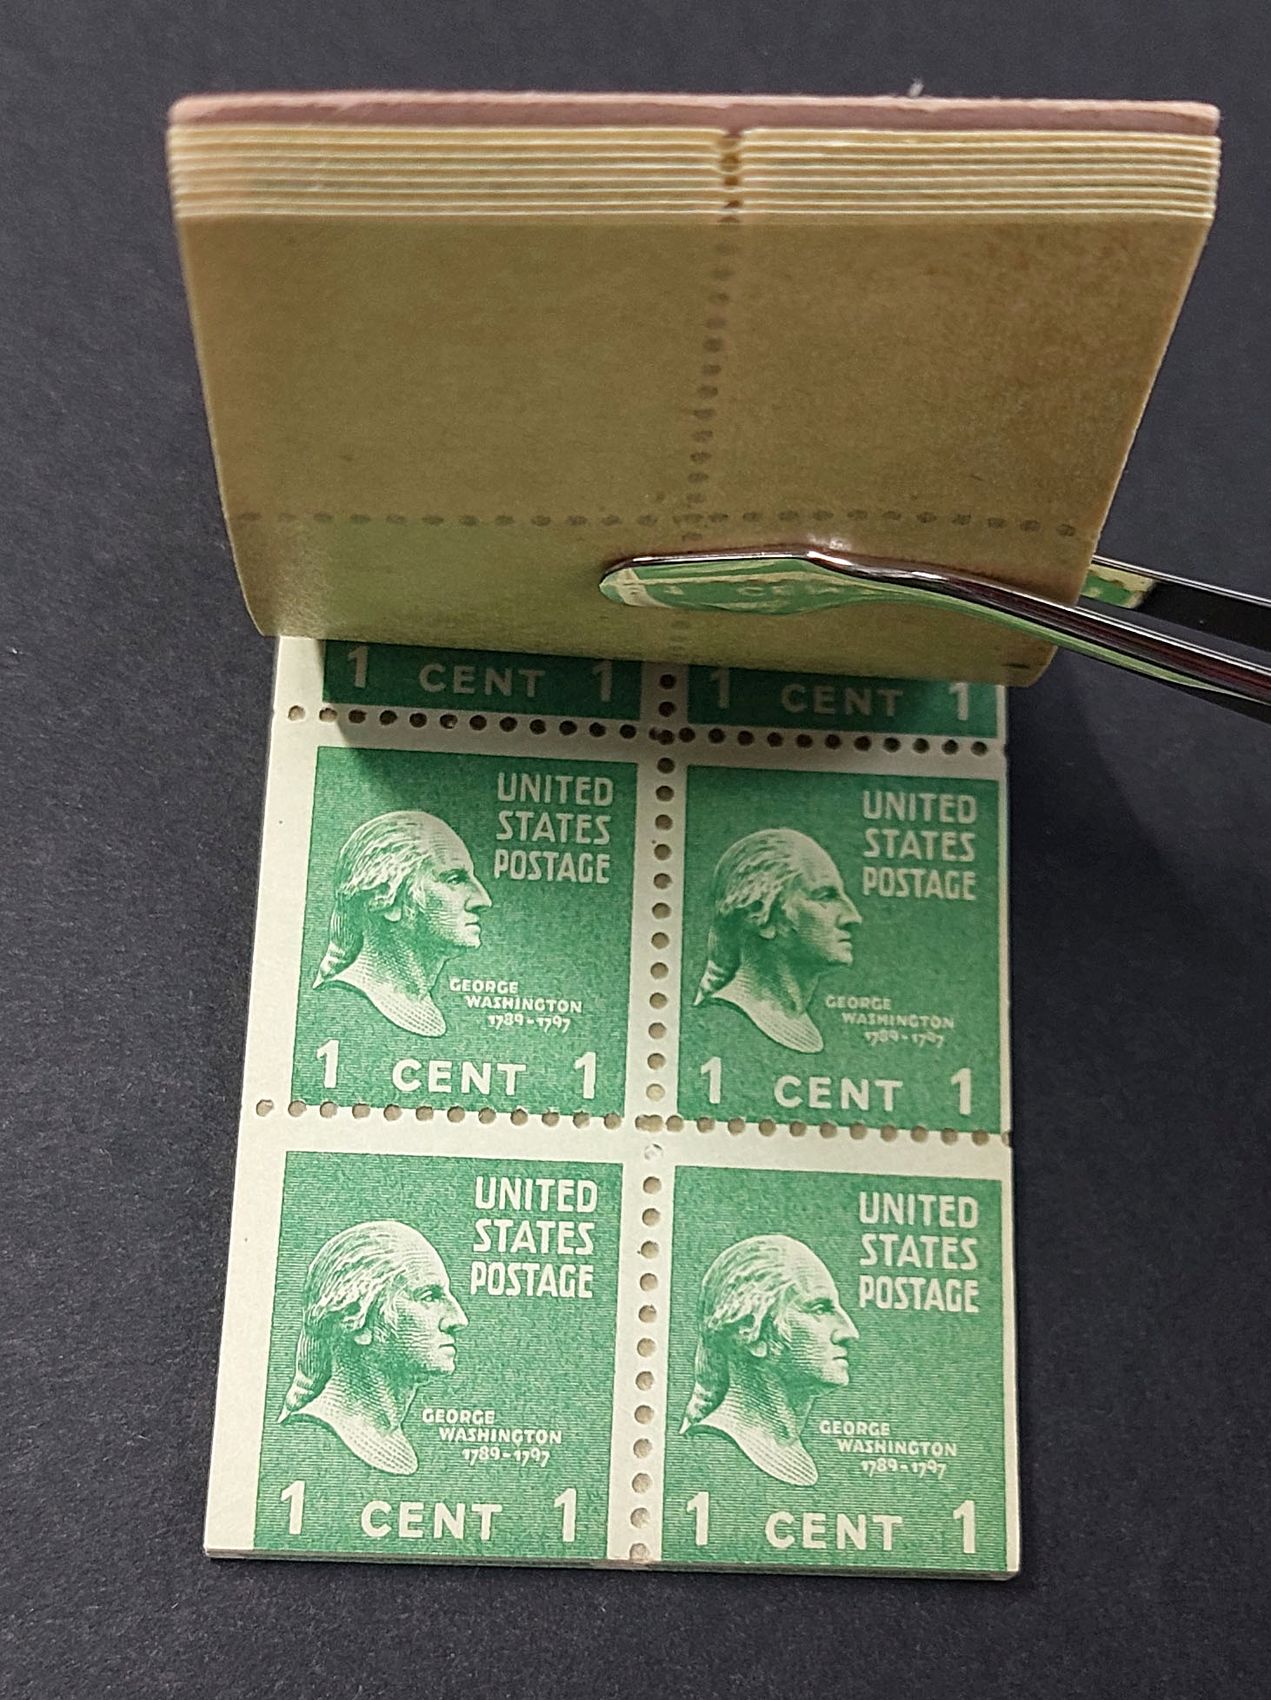 1 CENT 1
1 CENT 1
UNITED
STATES
POSTAGE
GEORGE
WASHINGTON
1789-1797
1 CENT 1
UNITED
STATES
POSTAGE
GEORGE
WASHINGTON
1789-1797
1 CENT 1
UNITED
STATES
POSTAGE
GEORGE
WASHINGTON
1789-1797
1 CENT 1
UNITED
STATES
POSTAGE
GEORGE
WASHINGTON
1789-1797
1 CENT 1